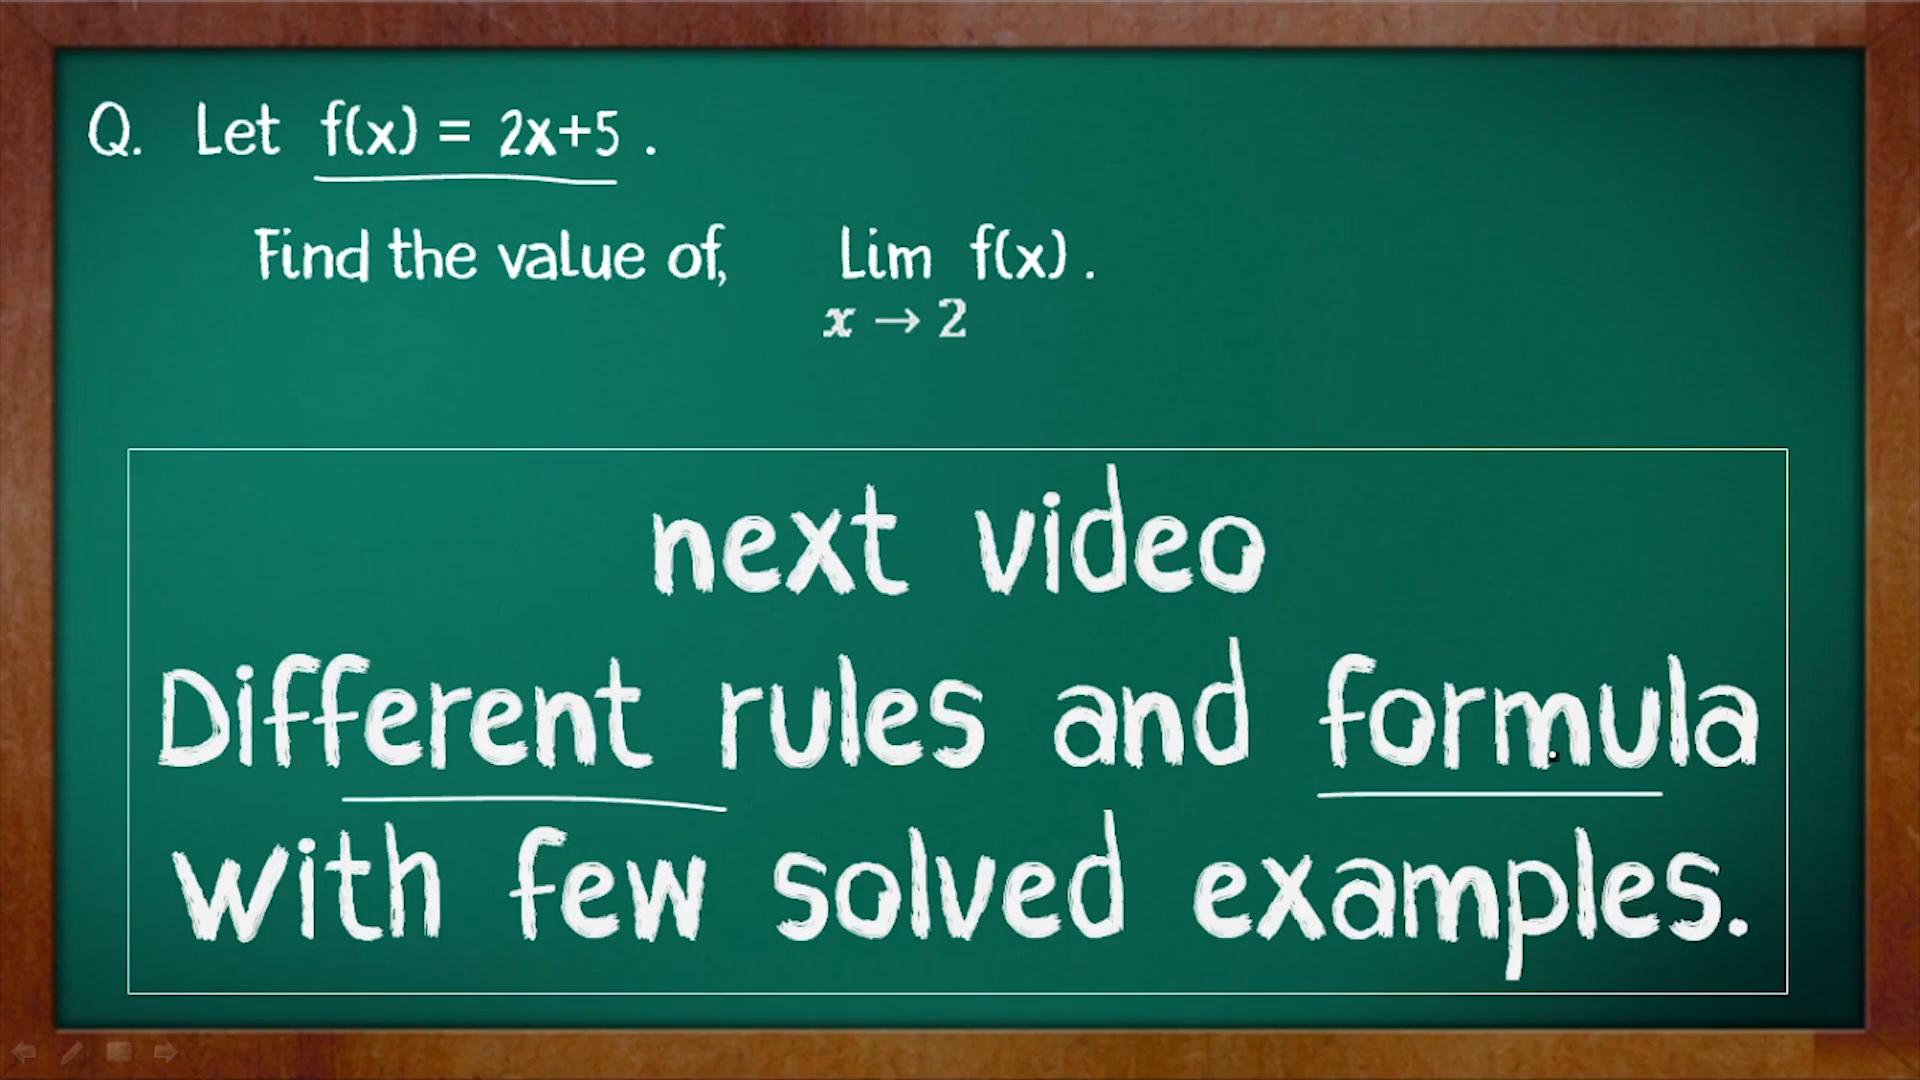 Q. Let f(x) = 2x+5 .
Find the value of, Lim f(x) .
x → 2
next video
Different rules and formula
with few solved examples.